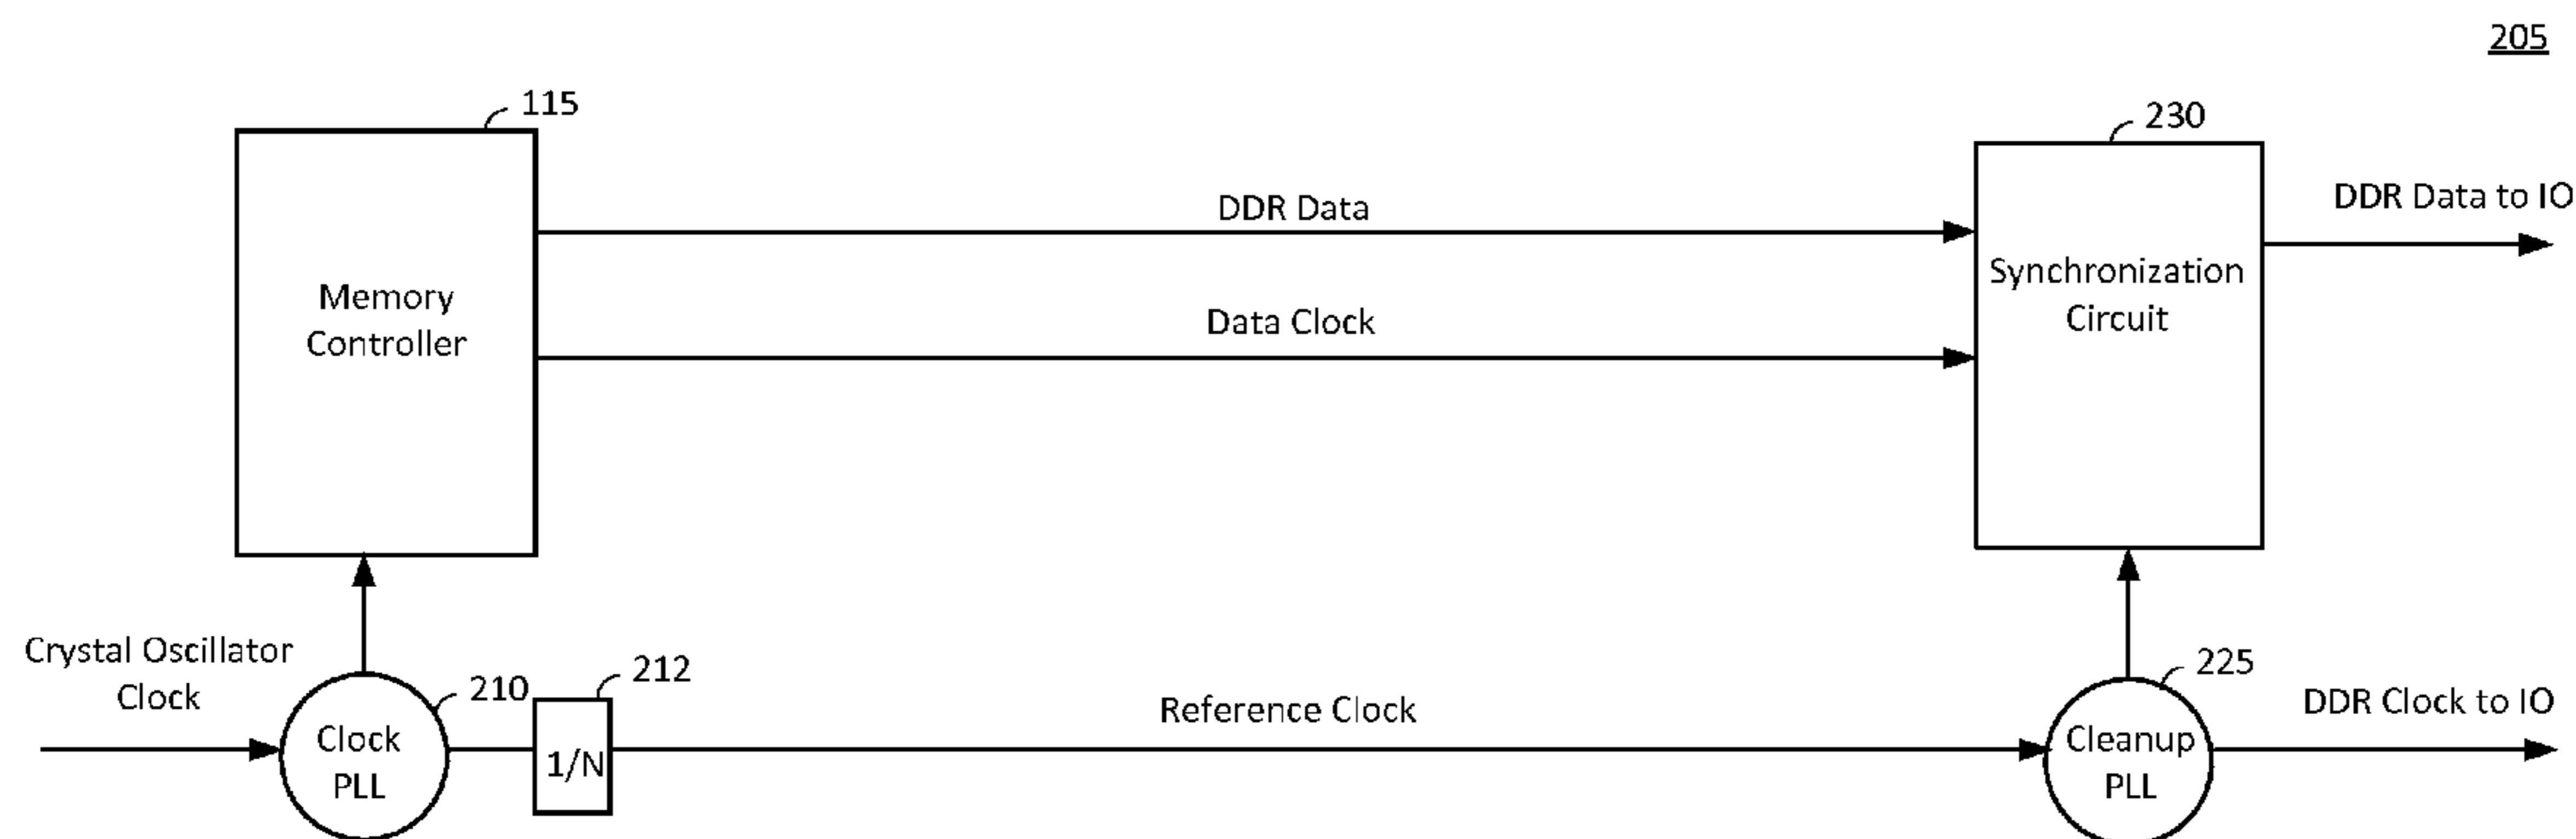 205
115
230
DDR Data
DDR Data to IO
Memory
Controller
Data Clock
Synchronization
Circuit
Crystal Oscillator
Clock
210
212
Reference Clock
225
DDR Clock to IO
Clock
PLL
1/N
Cleanup
PLL